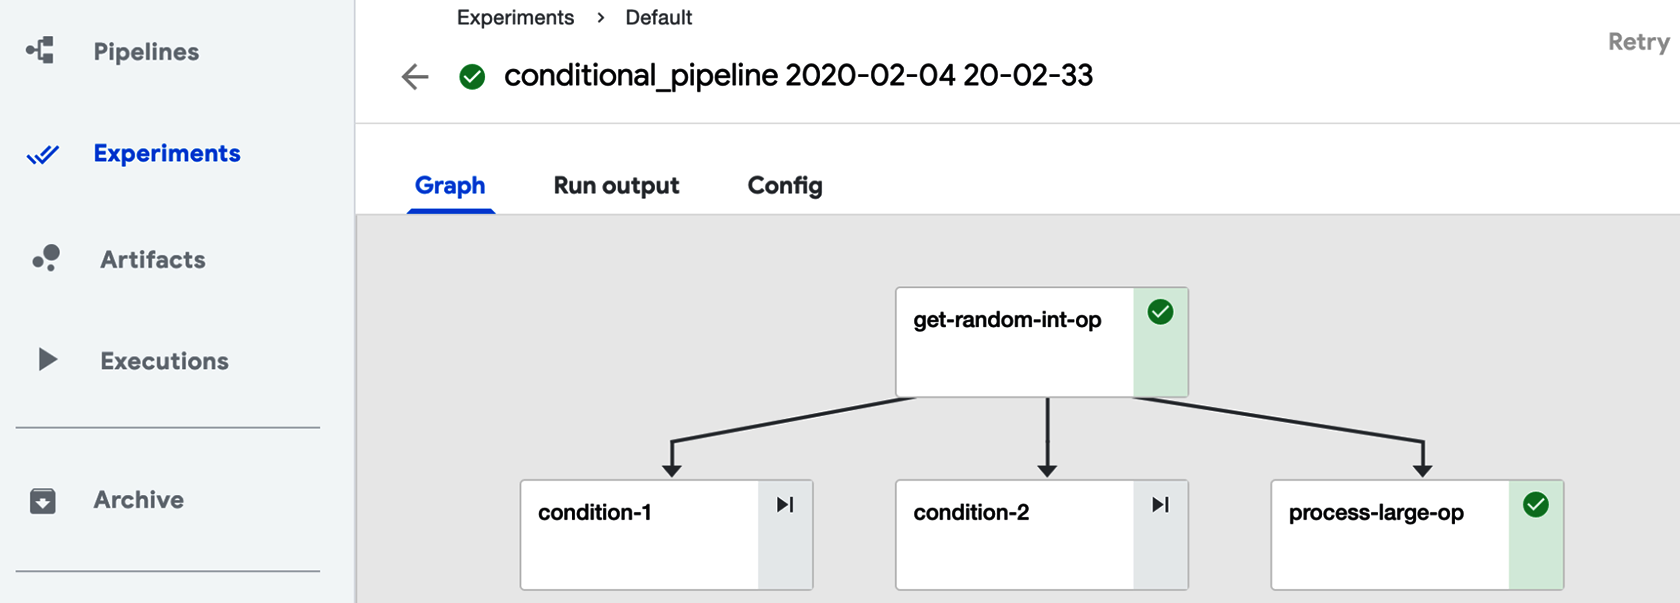 Pipelines
Experiments
Artifacts
Executions
Archive
Experiments > Default
Retry
conditional_pipeline 2020-02-04 20-02-33
Graph Run output Config
get-random-int-op
condition-1 condition-2 process-large-op